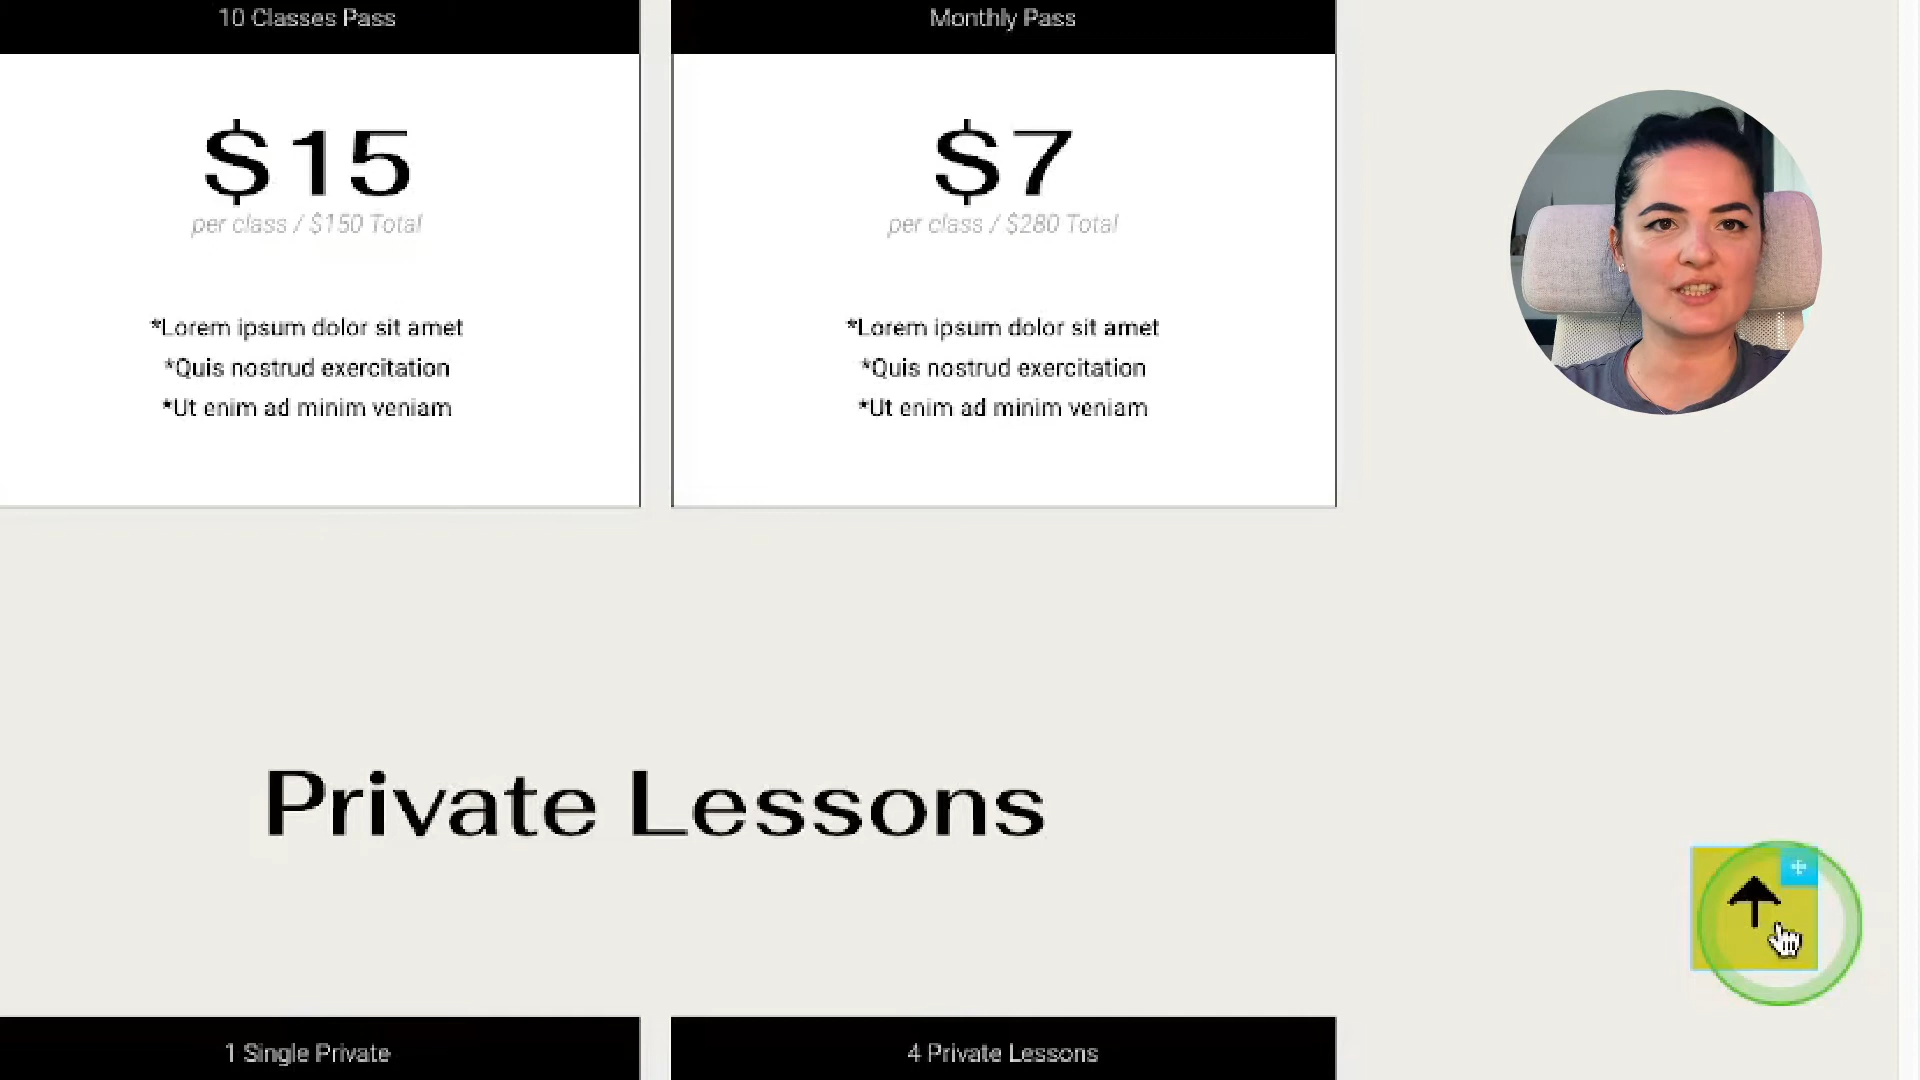 10 Classes Pass
$15
per class / $150 Total
*Lorem ipsum dolor sit amet
*Quis nostrud exercitation
*Ut enim ad minim veniam
Monthly Pass
$7
per class / $280 Total
*Lorem ipsum dolor sit amet
*Quis nostrud exercitation
*Ut enim ad minim veniam
Private Lessons
1 Single Private
4 Private Lessons